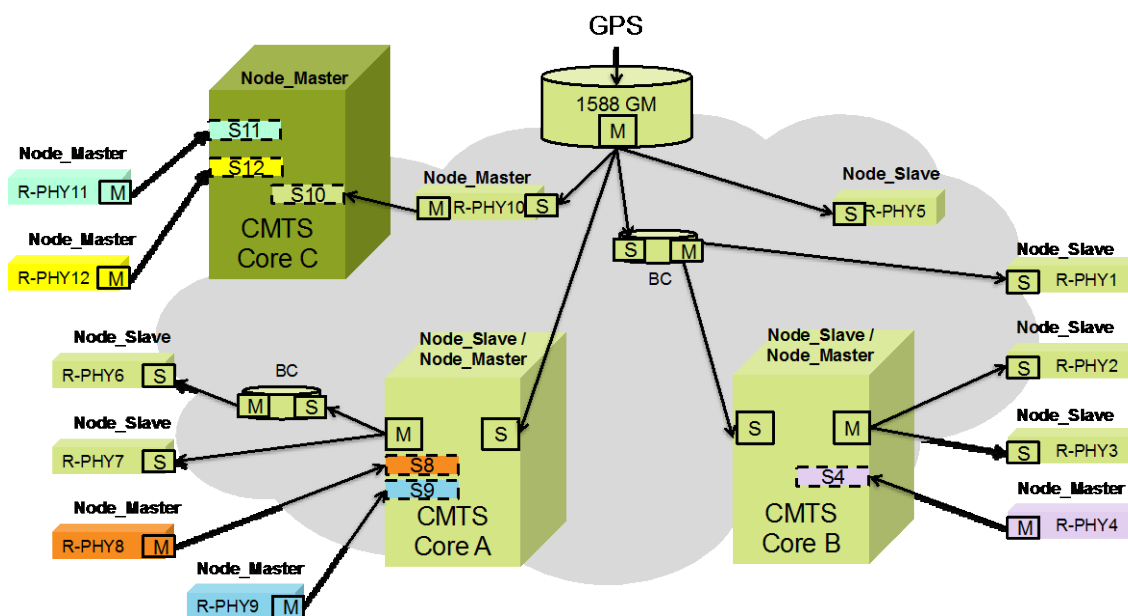 GPS
1588 GM
M
Node_Master
S11
S12
S10
CMTS
Core C
Node_Master
R-PHY11 M
Node_Master
R-PHY12 M
Node_Master
M R-PHY10 S
Node_Slave
S R-PHY5
S M
BC
Node_Slave
S R-PHY1
Node_Slave
R-PHY6 S
BC
M S
Node_Slave
R-PHY7 S
Node_Master
R-PHY8 M
Node_Master
R-PHY9 M
Node_Slave /
Node_Master
M S
S8
S9
CMTS
Core A
Node_Slave /
Node_Master
S M
S4
CMTS
Core B
Node_Slave
S R-PHY2
Node_Slave
S R-PHY3
Node_Master
M R-PHY4